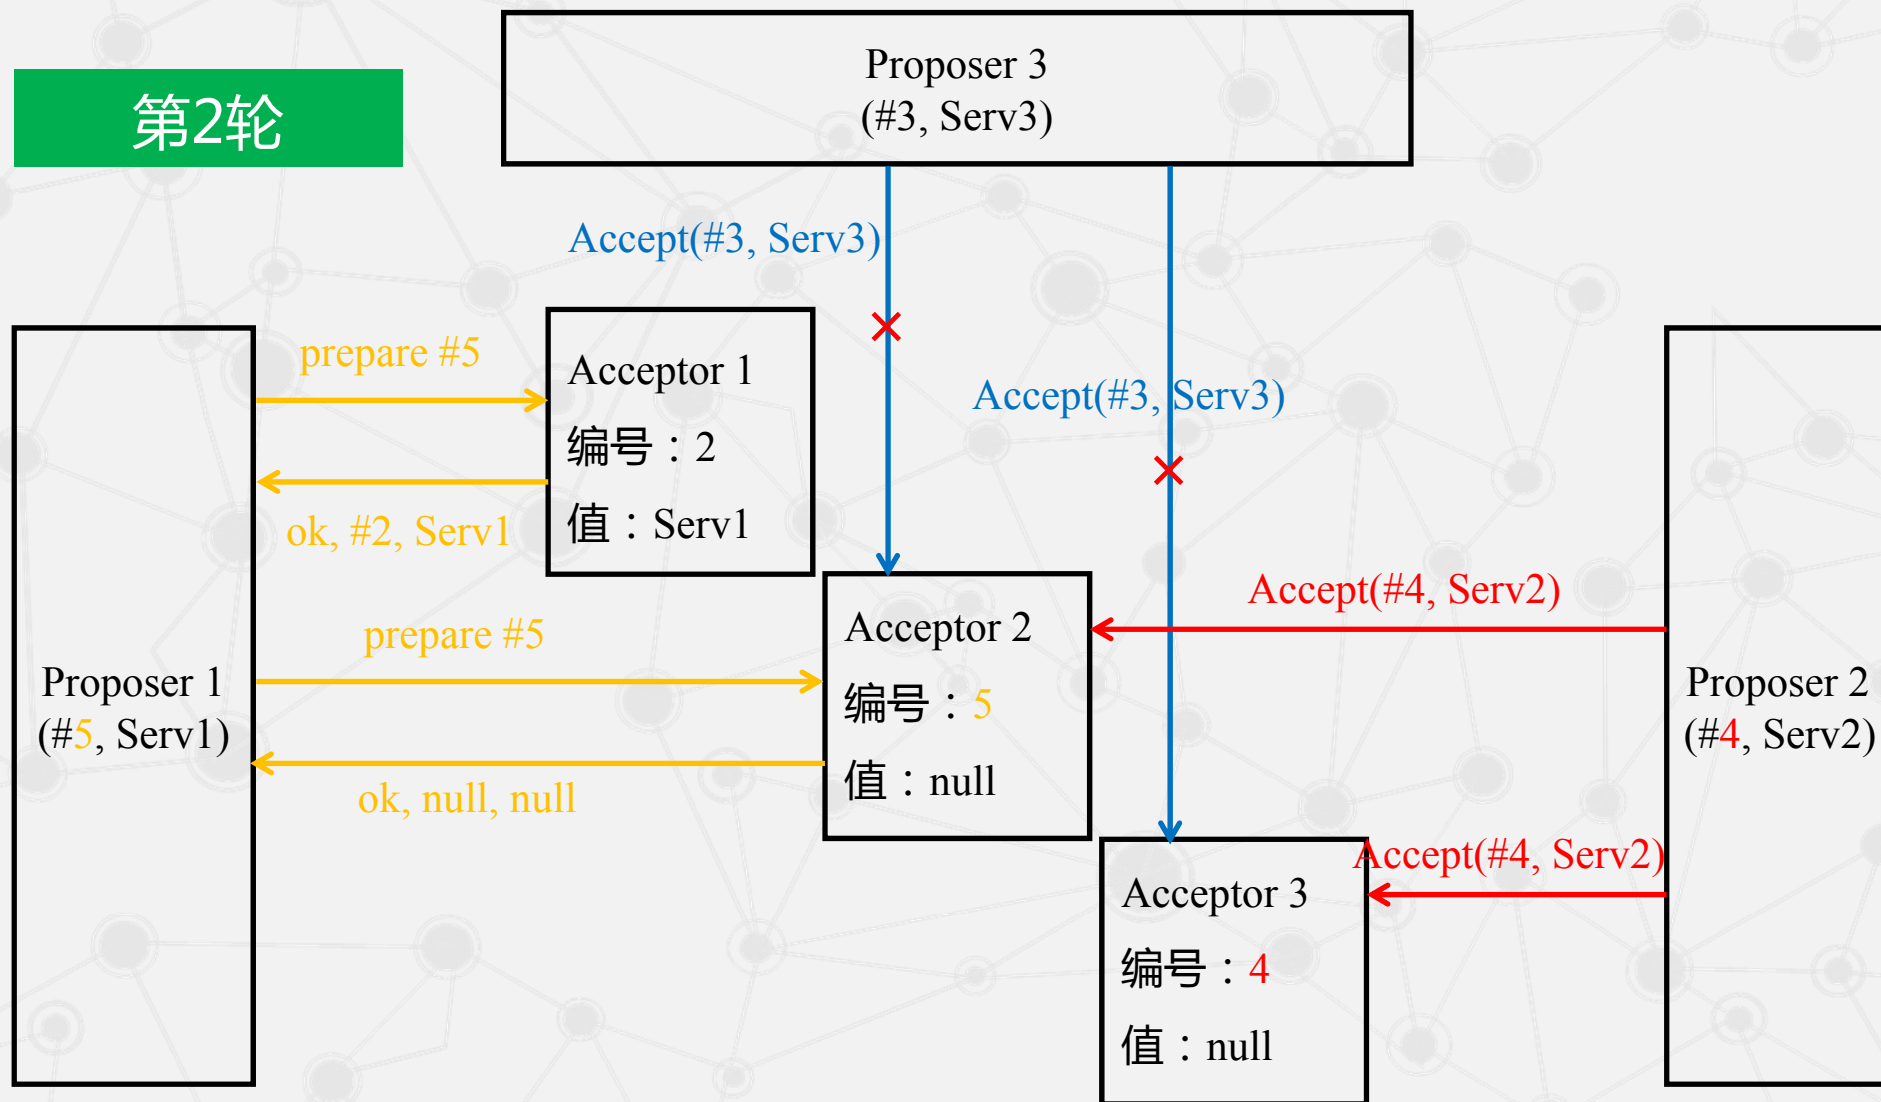 第2轮
Proposer 3
(#3, Serv3)
Accept(#3, Serv3)
Accept(#3, Serv3)
prepare #5
ok, #2, Serv1
Acceptor 1
编号：2
值：Serv1
prepare #5
ok, null, null
Proposer 1
(#5, Serv1)
Acceptor 2
编号：5
值：null
Accept(#4, Serv2)
Proposer 2
(#4, Serv2)
Accept(#4, Serv2)
Acceptor 3
编号：4
值：null